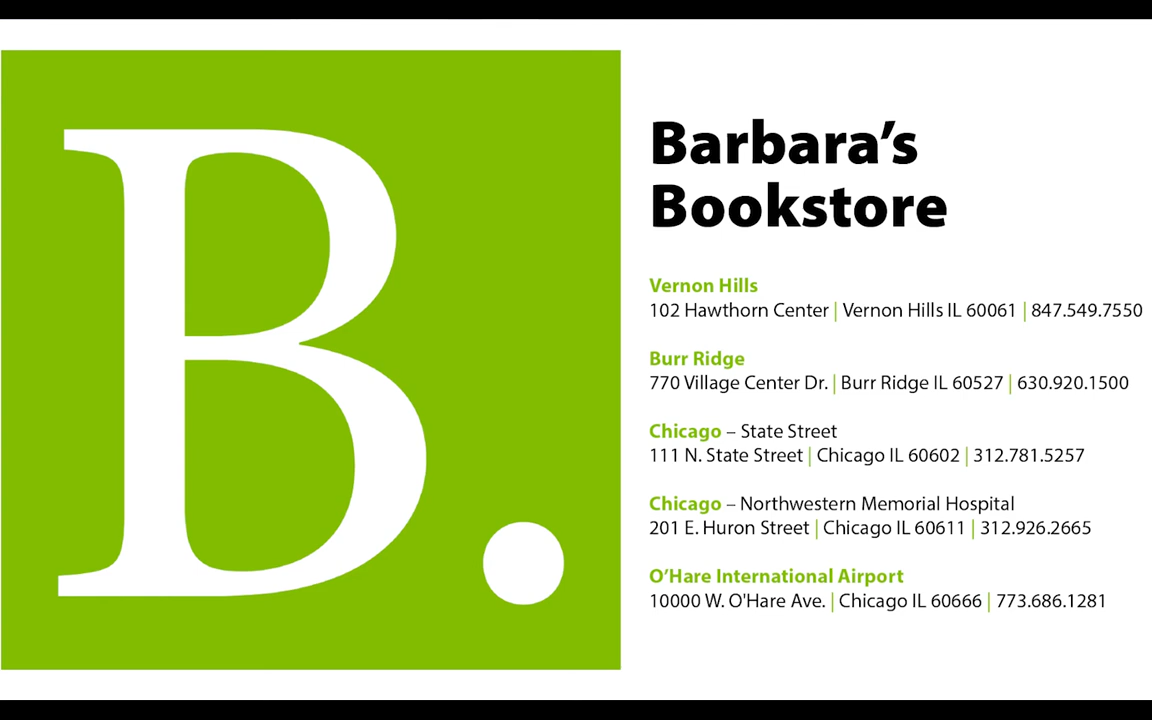 B.
Barbara’s
Bookstore
Vernon Hills
102 Hawthorn Center | Vernon Hills IL 60061 | 847.549.7550
Burr Ridge
770 Village Center Dr. | Burr Ridge IL 60527 | 630.920.1500
Chicago – State Street
111 N. State Street | Chicago IL 60602 | 312.781.5257
Chicago – Northwestern Memorial Hospital
201 E. Huron Street | Chicago IL 60611 | 312.926.2665
O’Hare International Airport
10000 W. O'Hare Ave. | Chicago IL 60666 | 773.686.1281